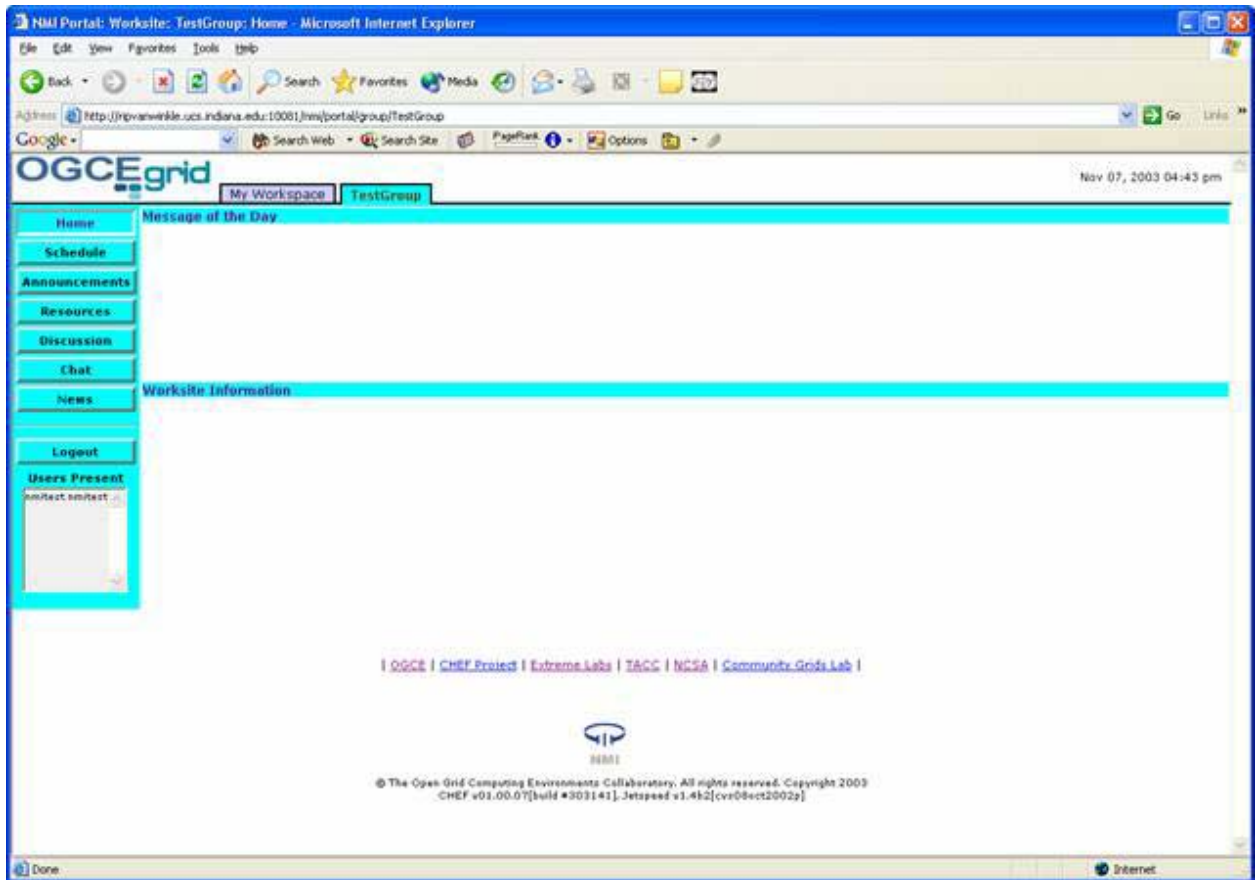 NMI Portal: Worksite: TestGroup: Home - Microsoft Internet Explorer
File Edit View Favorites Tools Help
Back Search Favorites Media
Address http://ripvanwinkle.ucs.indiana.edu:10081/nmi/portal/group/TestGroup Go Links »
Google Search Web Search Site PageRank Options
OGCEgrid My Workspace TestGroup Nov 07, 2003 04:43 pm
Home
Message of the Day
Schedule
Announcements
Resources
Discussion
Chat
News
Worksite Information
Logout
Users Present
nmitest nmitest
| OGCE | CHEF Project | Extreme Labs | TACC | NCSA | Community Grids Lab |
NMI
© The Open Grid Computing Environments Collaboratory. All rights reserved. Copyright 2003
CHEF v01.00.07[build #303141], Jetspeed v1.4b2[cvs08oct2002p]
Done Internet